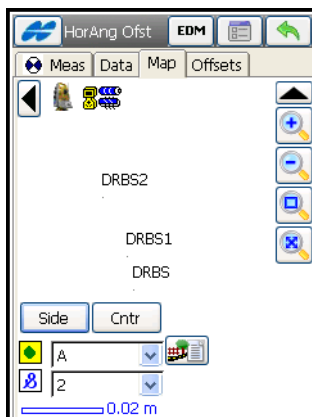 HorAng Ofst EDM
Meas Data Map Offsets
DRBS2
DRBS1
DRBS
Side Cntr
A
2
0.02 m